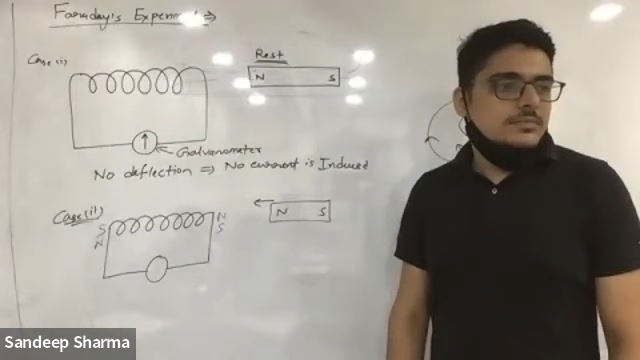 Faraday's Experiment ⇒
Case (i)
Rest
N S
Galvanometer
No deflection ⇒ No current is Induced
Case (ii)
S N
N S
N S
Sandeep Sharma